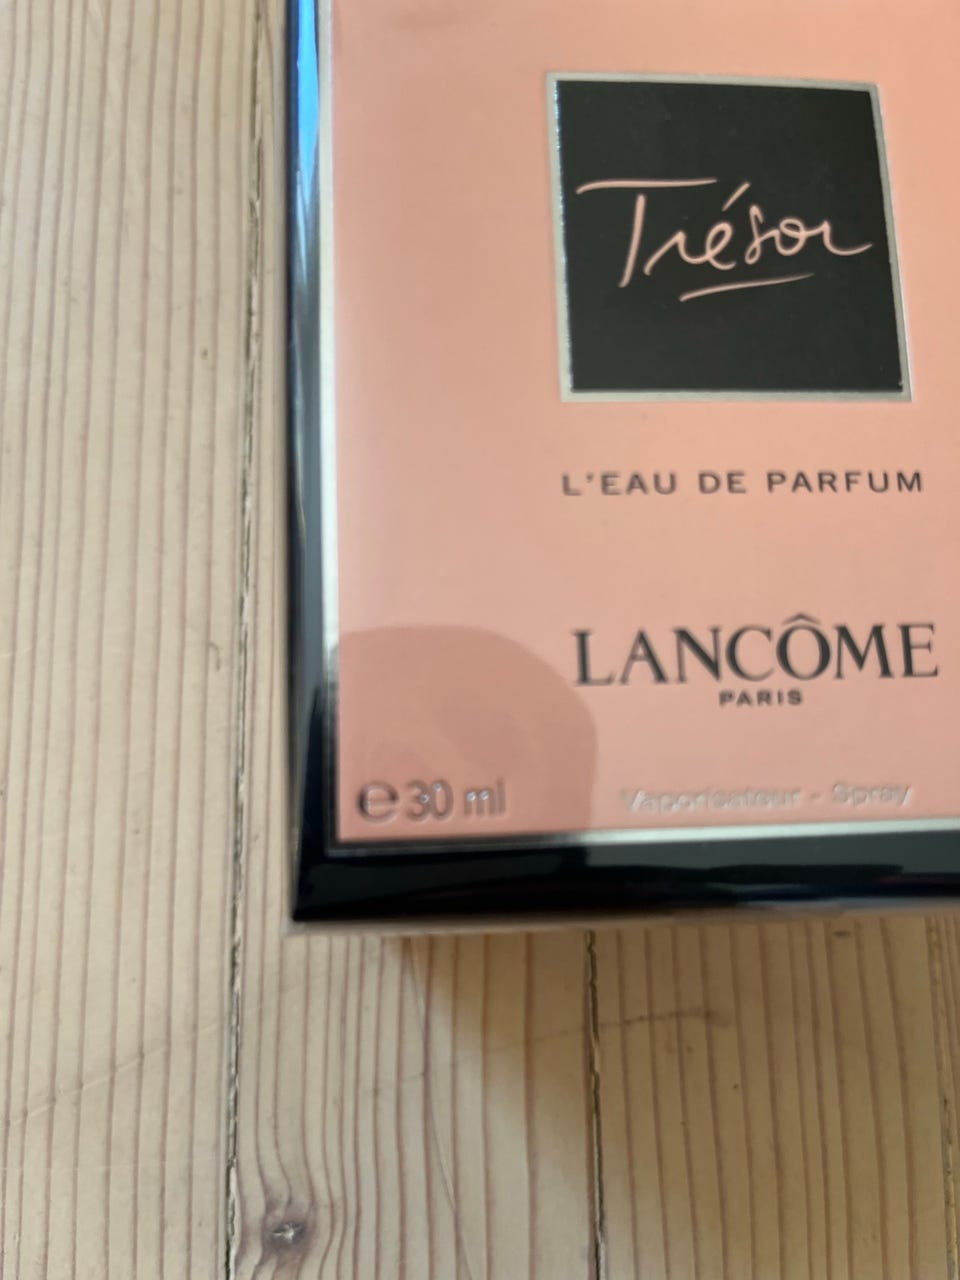 Trésor
L'EAU DE PARFUM
LANCÔME
PARIS
e 30 ml
Vaporisateur - Spray